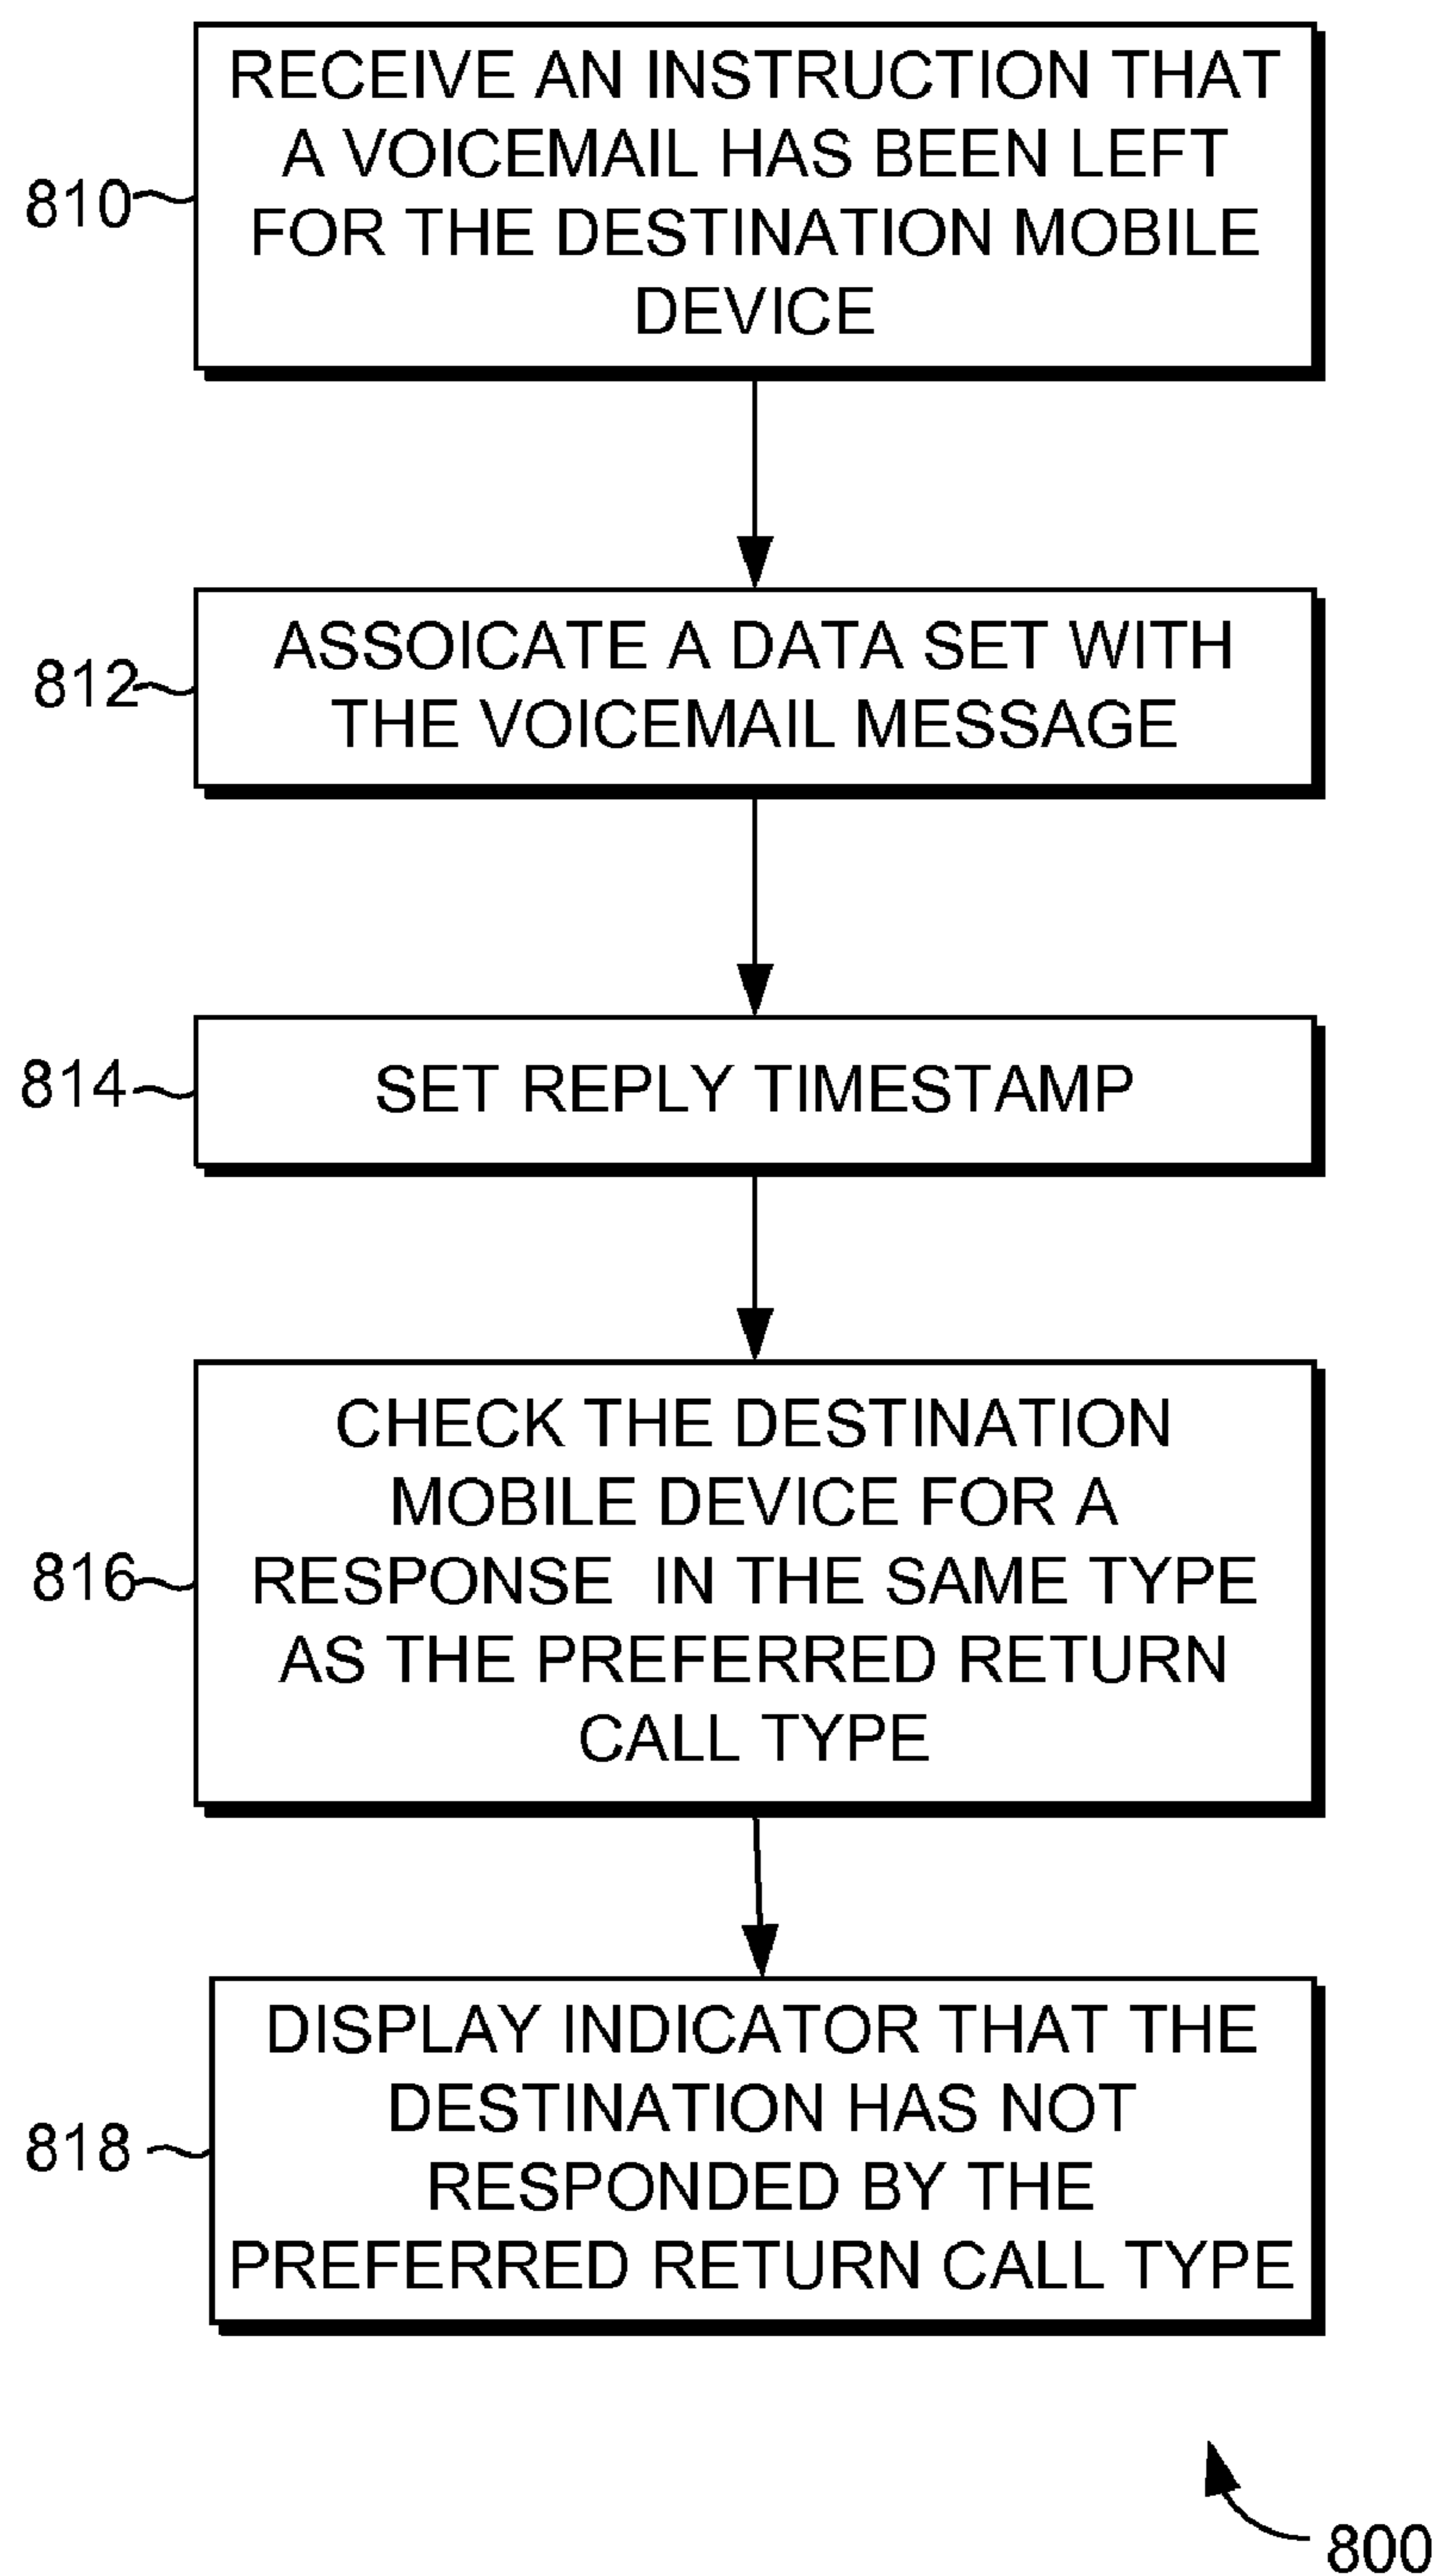 RECEIVE AN INSTRUCTION THAT
A VOICEMAIL HAS BEEN LEFT
FOR THE DESTINATION MOBILE
DEVICE
810
ASSOICATE A DATA SET WITH
THE VOICEMAIL MESSAGE
812
SET REPLY TIMESTAMP
814
CHECK THE DESTINATION
MOBILE DEVICE FOR A
RESPONSE IN THE SAME TYPE
AS THE PREFERRED RETURN
CALL TYPE
816
DISPLAY INDICATOR THAT THE
DESTINATION HAS NOT
RESPONDED BY THE
PREFERRED RETURN CALL TYPE
818
800